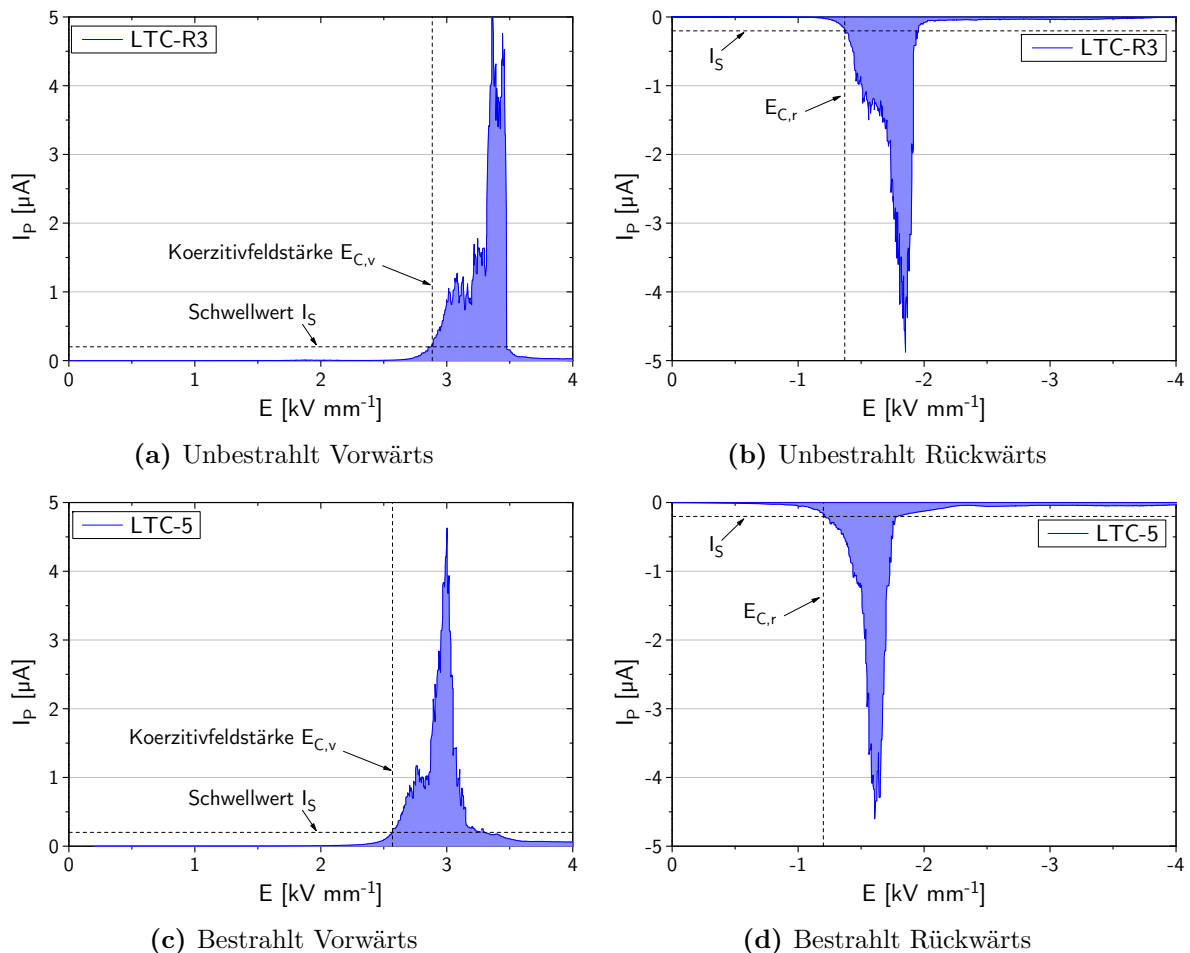 5
4
3
2
1
0
0
1
2
3
4
I_P [µA]
E [kV mm⁻¹]
LTC-R3
Koerzitivfeldstärke E_C,v
Schwellwert I_S
(a) Unbestrahlt Vorwärts
0
-1
-2
-3
-4
-5
0
-1
-2
-3
-4
I_P [µA]
E [kV mm⁻¹]
LTC-R3
I_S
E_C,r
(b) Unbestrahlt Rückwärts
5
4
3
2
1
0
0
1
2
3
4
I_P [µA]
E [kV mm⁻¹]
LTC-5
Koerzitivfeldstärke E_C,v
Schwellwert I_S
(c) Bestrahlt Vorwärts
0
-1
-2
-3
-4
-5
0
-1
-2
-3
-4
I_P [µA]
E [kV mm⁻¹]
LTC-5
I_S
E_C,r
(d) Bestrahlt Rückwärts